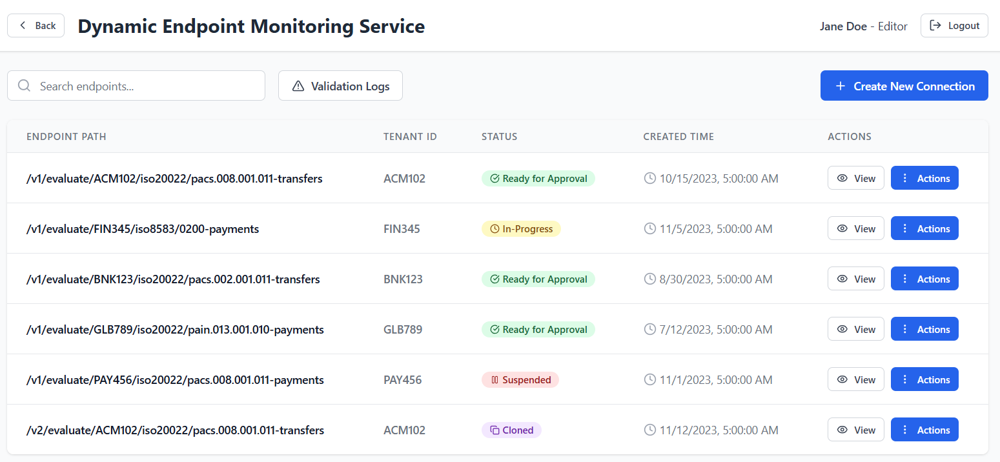 Back Dynamic Endpoint Monitoring Service Jane Doe - Editor Logout
Search endpoints... Validation Logs Create New Connection
ENDPOINT PATH TENANT ID STATUS CREATED TIME ACTIONS
/v1/evaluate/ACM102/iso20022/pacs.008.001.011-transfers ACM102 Ready for Approval 10/15/2023, 5:00:00 AM View Actions
/v1/evaluate/FIN345/iso8583/0200-payments FIN345 In-Progress 11/5/2023, 5:00:00 AM View Actions
/v1/evaluate/BNK123/iso20022/pacs.002.001.011-transfers BNK123 Ready for Approval 8/30/2023, 5:00:00 AM View Actions
/v1/evaluate/GLB789/iso20022/pain.013.001.010-payments GLB789 Ready for Approval 7/12/2023, 5:00:00 AM View Actions
/v1/evaluate/PAY456/iso20022/pacs.008.001.011-payments PAY456 Suspended 11/1/2023, 5:00:00 AM View Actions
/v2/evaluate/ACM102/iso20022/pacs.008.001.011-transfers ACM102 Cloned 11/12/2023, 5:00:00 AM View Actions